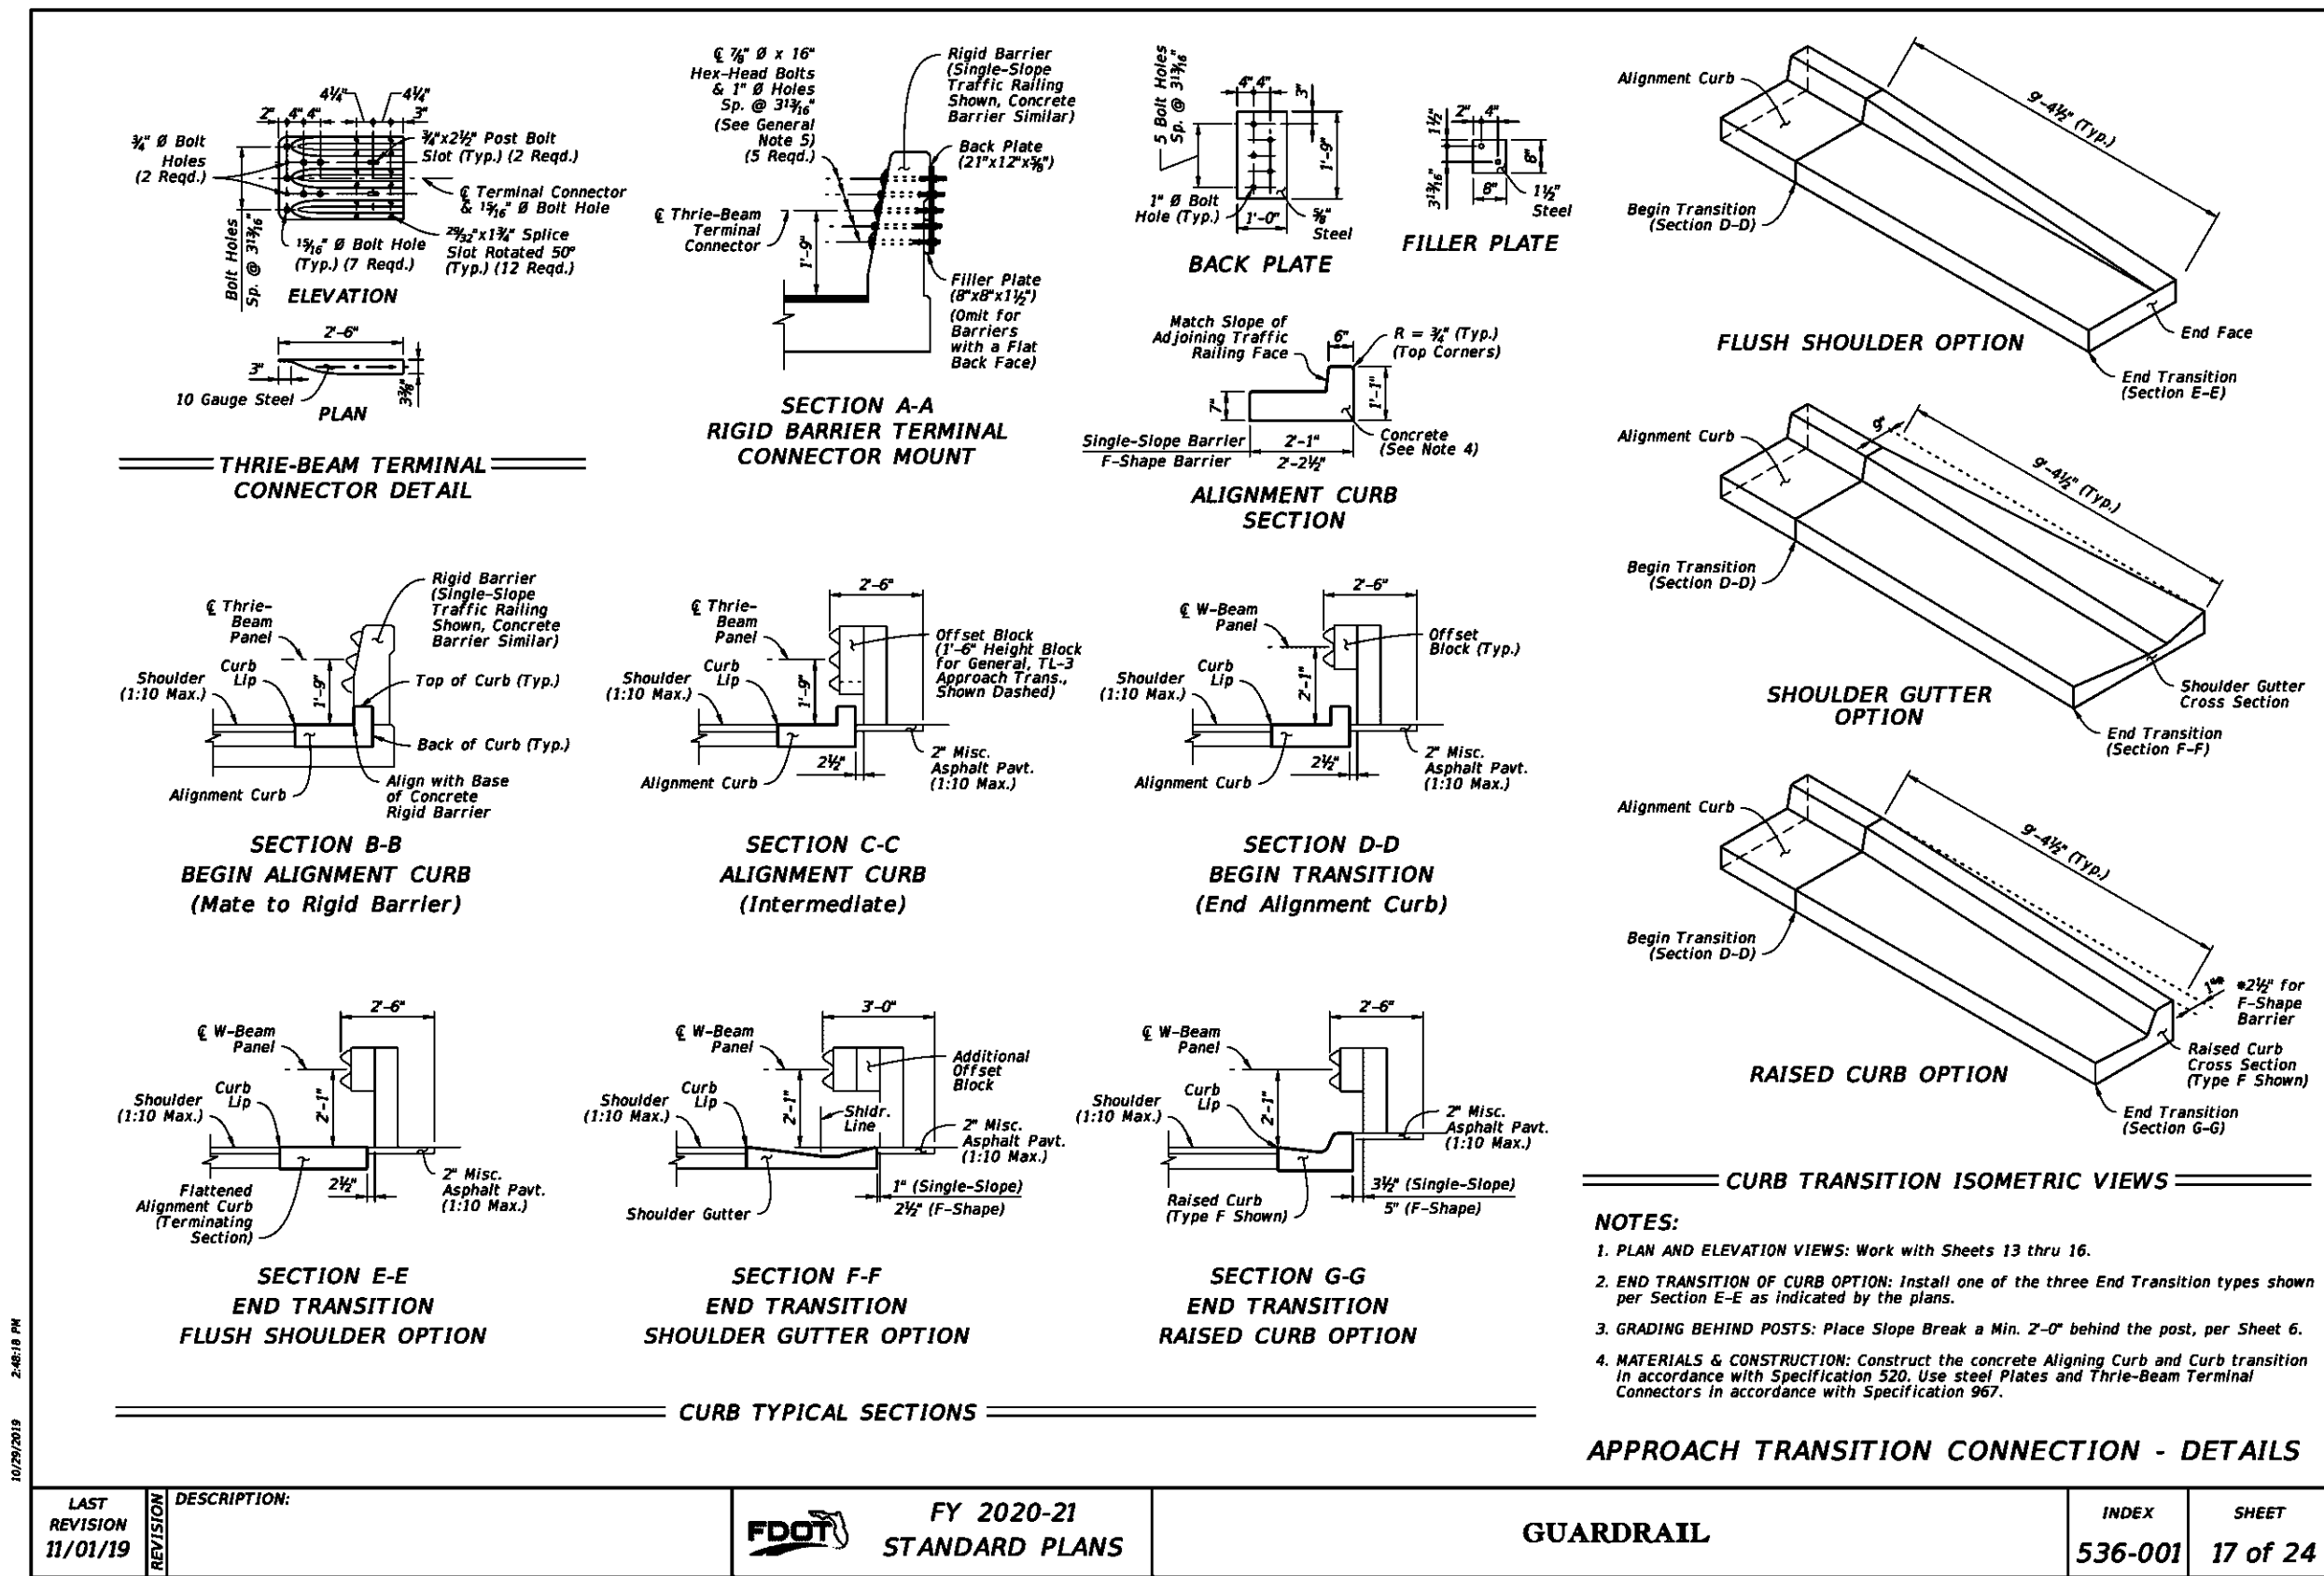 2" 4" 4" 4¼" 4¼" 3"
¾" Ø Bolt
Holes
(2 Reqd.)
¾"x2½" Post Bolt
Slot (Typ.) (2 Reqd.)
℄ Terminal Connector
& 15/16" Ø Bolt Hole
29/32"x1¾" Splice
Slot Rotated 50°
(Typ.) (12 Reqd.)
15/16" Ø Bolt Hole
(Typ.) (7 Reqd.)
Bolt Holes
Sp. @ 3 13/16"
ELEVATION
2'-6"
3"
3⅜"
10 Gauge Steel
PLAN
THRIE-BEAM TERMINAL
CONNECTOR DETAIL
℄ ⅞" Ø x 16"
Hex-Head Bolts
& 1" Ø Holes
Sp. @ 3 13/16"
(See General
Note 5)
(5 Reqd.)
Rigid Barrier
(Single-Slope
Traffic Railing
Shown, Concrete
Barrier Similar)
Back Plate
(21"x12"x⅝")
℄ Thrie-Beam
Terminal
Connector
1'-9"
Filler Plate
(8"x8"x1½")
(Omit for
Barriers
with a Flat
Back Face)
SECTION A-A
RIGID BARRIER TERMINAL
CONNECTOR MOUNT
5 Bolt Holes
Sp. @ 3 13/16"
4" 4"
3"
1'-9"
1" Ø Bolt
Hole (Typ.)
1'-0"
⅝"
Steel
BACK PLATE
2" 4"
1½"
3 13/16"
8"
8"
1½"
Steel
FILLER PLATE
Match Slope of
Adjoining Traffic
Railing Face
6"
R = ¾" (Typ.)
(Top Corners)
7"
1'-1"
Single-Slope Barrier 2'-1"
F-Shape Barrier 2'-2½"
Concrete
(See Note 4)
ALIGNMENT CURB
SECTION
Alignment Curb
9'-4½" (Typ.)
Begin Transition
(Section D-D)
End Face
FLUSH SHOULDER OPTION
End Transition
(Section E-E)
Alignment Curb
8"
9'-4½" (Typ.)
Begin Transition
(Section D-D)
SHOULDER GUTTER
OPTION
Shoulder Gutter
Cross Section
End Transition
(Section F-F)
Alignment Curb
9'-4½" (Typ.)
Begin Transition
(Section D-D)
1"*
*2½" for
F-Shape
Barrier
Raised Curb
Cross Section
(Type F Shown)
RAISED CURB OPTION
End Transition
(Section G-G)
CURB TRANSITION ISOMETRIC VIEWS
℄ Thrie-
Beam
Panel
Rigid Barrier
(Single-Slope
Traffic Railing
Shown, Concrete
Barrier Similar)
Shoulder
(1:10 Max.)
Curb
Lip
1'-9"
Top of Curb (Typ.)
Back of Curb (Typ.)
Alignment Curb
Align with Base
of Concrete
Rigid Barrier
SECTION B-B
BEGIN ALIGNMENT CURB
(Mate to Rigid Barrier)
2'-6"
℄ Thrie-
Beam
Panel
Offset Block
(1'-6" Height Block
for General, TL-3
Approach Trans.,
Shown Dashed)
Shoulder
(1:10 Max.)
Curb
Lip
1'-9"
2½"
Alignment Curb
2" Misc.
Asphalt Pavt.
(1:10 Max.)
SECTION C-C
ALIGNMENT CURB
(Intermediate)
2'-6"
℄ W-Beam
Panel
Offset
Block (Typ.)
Shoulder
(1:10 Max.)
Curb
Lip
2'-1"
2½"
Alignment Curb
2" Misc.
Asphalt Pavt.
(1:10 Max.)
SECTION D-D
BEGIN TRANSITION
(End Alignment Curb)
2'-6"
℄ W-Beam
Panel
Shoulder
(1:10 Max.)
Curb
Lip
2'-1"
2½"
Flattened
Alignment Curb
(Terminating
Section)
2" Misc.
Asphalt Pavt.
(1:10 Max.)
SECTION E-E
END TRANSITION
FLUSH SHOULDER OPTION
3'-0"
℄ W-Beam
Panel
Additional
Offset
Block
Shoulder
(1:10 Max.)
Curb
Lip
2'-1"
Shldr.
Line
2" Misc.
Asphalt Pavt.
(1:10 Max.)
1" (Single-Slope)
2½" (F-Shape)
Shoulder Gutter
SECTION F-F
END TRANSITION
SHOULDER GUTTER OPTION
2'-6"
℄ W-Beam
Panel
Shoulder
(1:10 Max.)
Curb
Lip
2'-1"
2" Misc.
Asphalt Pavt.
(1:10 Max.)
3½" (Single-Slope)
5" (F-Shape)
Raised Curb
(Type F Shown)
SECTION G-G
END TRANSITION
RAISED CURB OPTION
CURB TYPICAL SECTIONS
NOTES:
1. PLAN AND ELEVATION VIEWS: Work with Sheets 13 thru 16.
2. END TRANSITION OF CURB OPTION: Install one of the three End Transition types shown
per Section E-E as indicated by the plans.
3. GRADING BEHIND POSTS: Place Slope Break a Min. 2'-0" behind the post, per Sheet 6.
4. MATERIALS & CONSTRUCTION: Construct the concrete Aligning Curb and Curb transition
in accordance with Specification 520. Use steel Plates and Thrie-Beam Terminal
Connectors in accordance with Specification 967.
APPROACH TRANSITION CONNECTION - DETAILS
10/29/2019 2:48:18 PM
LAST
REVISION
11/01/19
REVISION
DESCRIPTION:
FDOT
FY 2020-21
STANDARD PLANS
GUARDRAIL
INDEX
536-001
SHEET
17 of 24